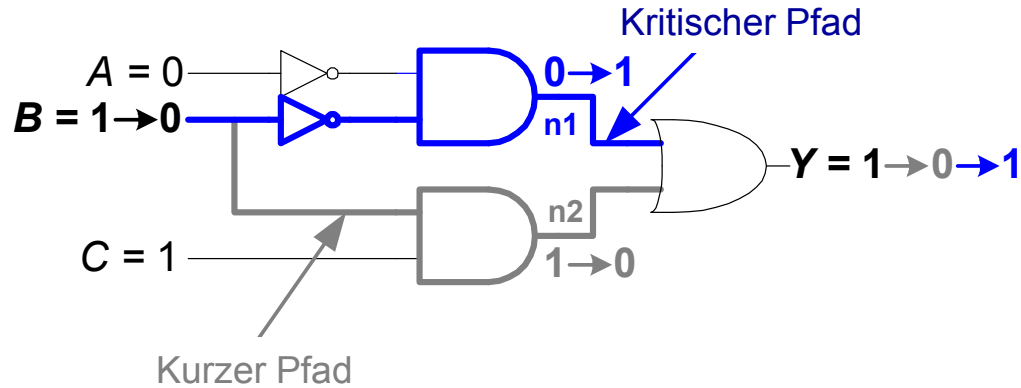 Kritischer Pfad
A = 0
0→1
B = 1→0
n1
Y = 1→0→1
n2
C = 1
1→0
Kurzer Pfad